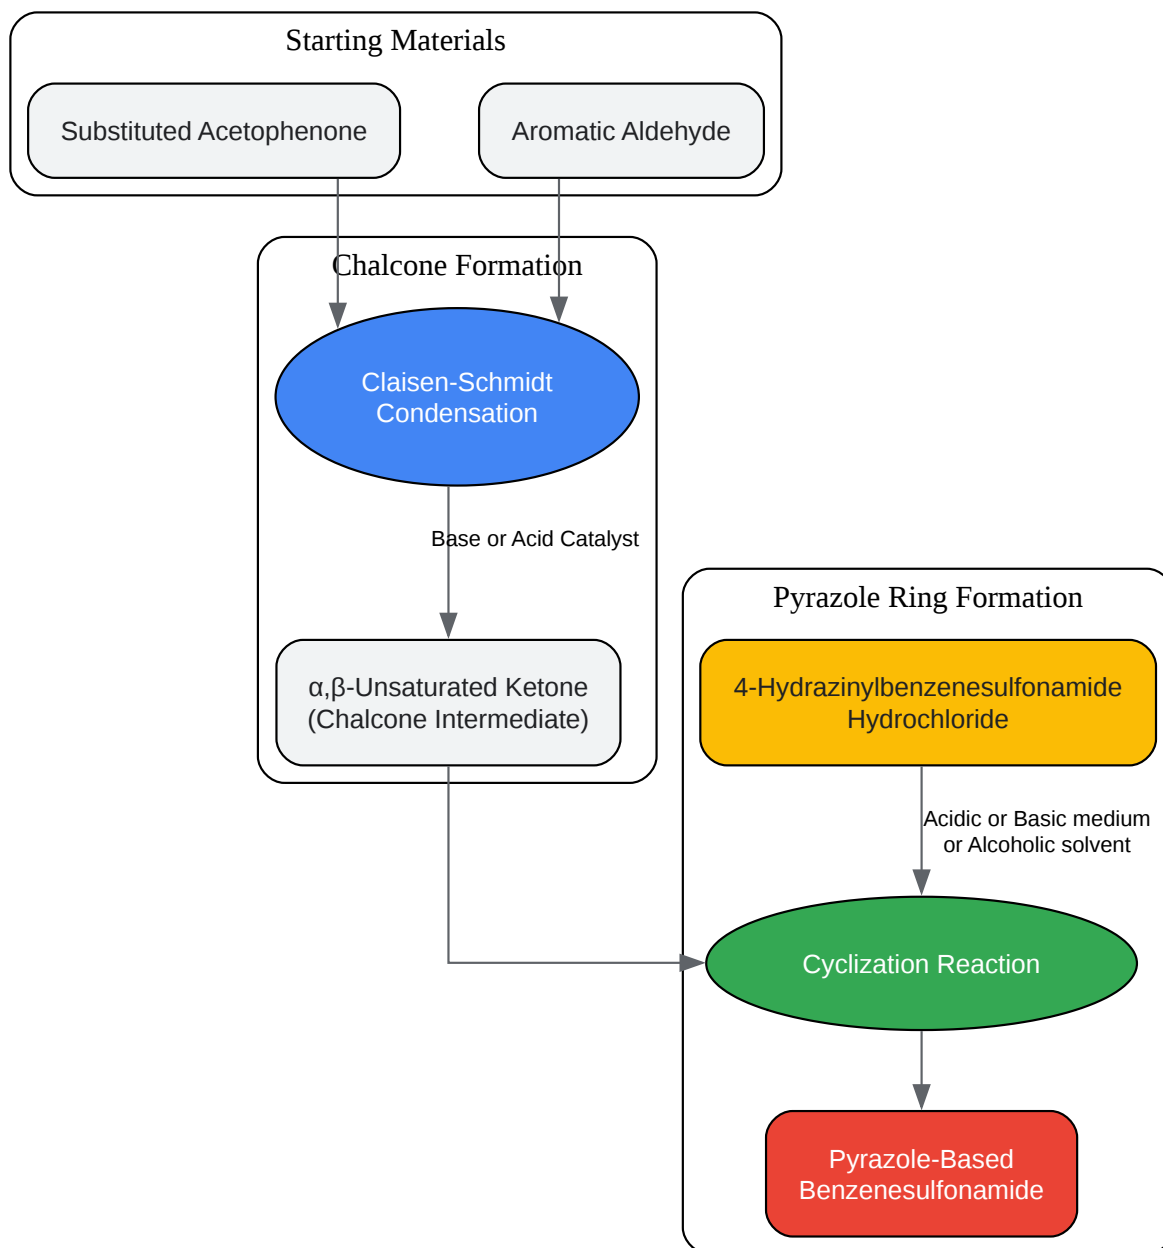 Starting Materials
Substituted Acetophenone
Aromatic Aldehyde
Chalcone Formation
Claisen-Schmidt
Condensation
Base or Acid Catalyst
α,β-Unsaturated Ketone
(Chalcone Intermediate)
Pyrazole Ring Formation
4-Hydrazinylbenzenesulfonamide
Hydrochloride
Acidic or Basic medium
or Alcoholic solvent
Cyclization Reaction
Pyrazole-Based
Benzenesulfonamide